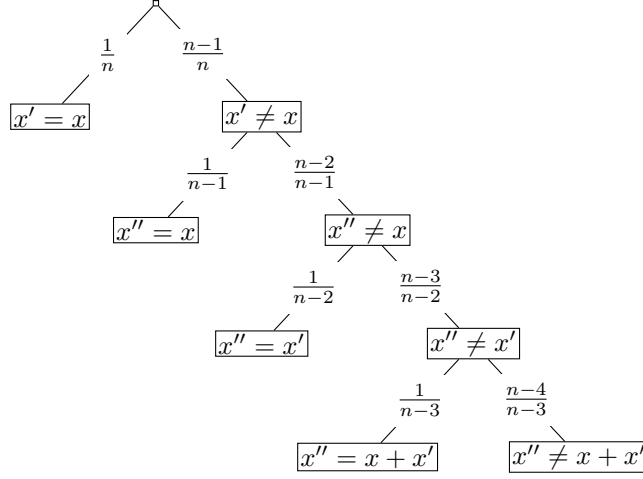 1/n n−1/n
x′ = x x′ ≠ x
1/n−1 n−2/n−1
x″ = x x″ ≠ x
1/n−2 n−3/n−2
x″ = x′ x″ ≠ x′
1/n−3 n−4/n−3
x″ = x + x′ x″ ≠ x + x′